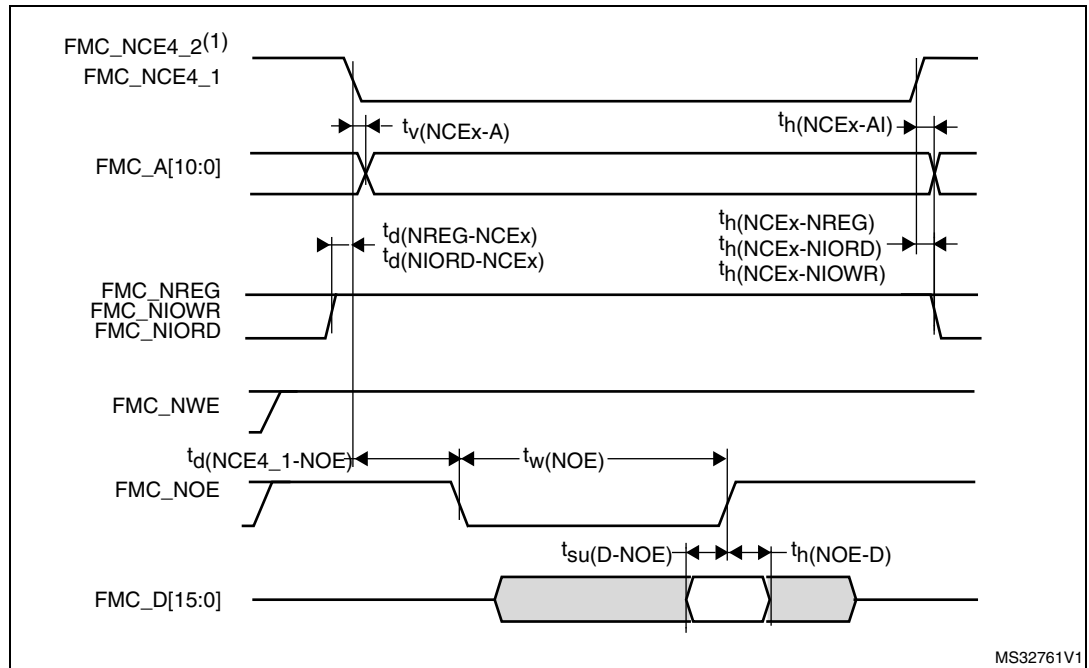 FMC_NCE4_2(1)
FMC_NCE4_1
tv(NCEx-A)
th(NCEx-AI)
FMC_A[10:0]
td(NREG-NCEx)
td(NIORD-NCEx)
th(NCEx-NREG)
th(NCEx-NIORD)
th(NCEx-NIOWR)
FMC_NREG
FMC_NIOWR
FMC_NIORD
FMC_NWE
td(NCE4_1-NOE)
tw(NOE)
FMC_NOE
tsu(D-NOE)
th(NOE-D)
FMC_D[15:0]
MS32761V1